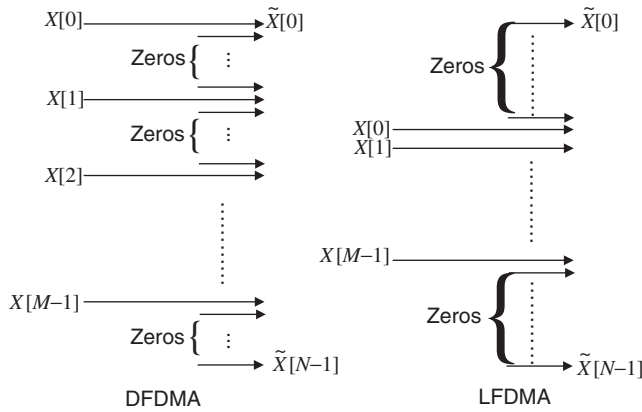 X[0]
X̃[0]
Zeros { ⋮
X[1]
Zeros { ⋮
X[2]
X[M−1]
Zeros { ⋮
X̃[N−1]
DFDMA
X̃[0]
Zeros {
X[0]
X[1]
X[M−1]
Zeros {
X̃[N−1]
LFDMA